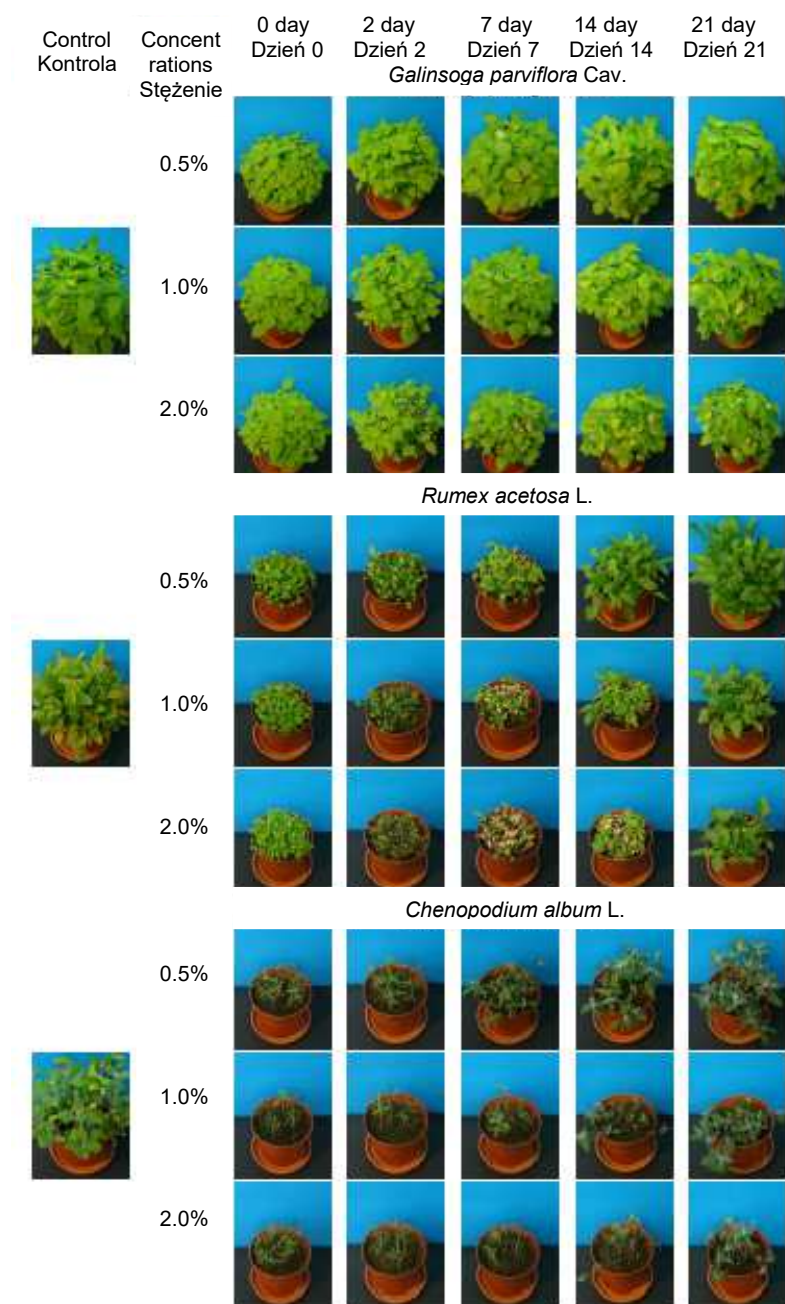 Control
Kontrola
Concent
rations
Stężenie
0 day
Dzień 0
2 day
Dzień 2
7 day
Dzień 7
14 day
Dzień 14
21 day
Dzień 21
Galinsoga parviflora Cav.
0.5%
1.0%
2.0%
Rumex acetosa L.
0.5%
1.0%
2.0%
Chenopodium album L.
0.5%
1.0%
2.0%